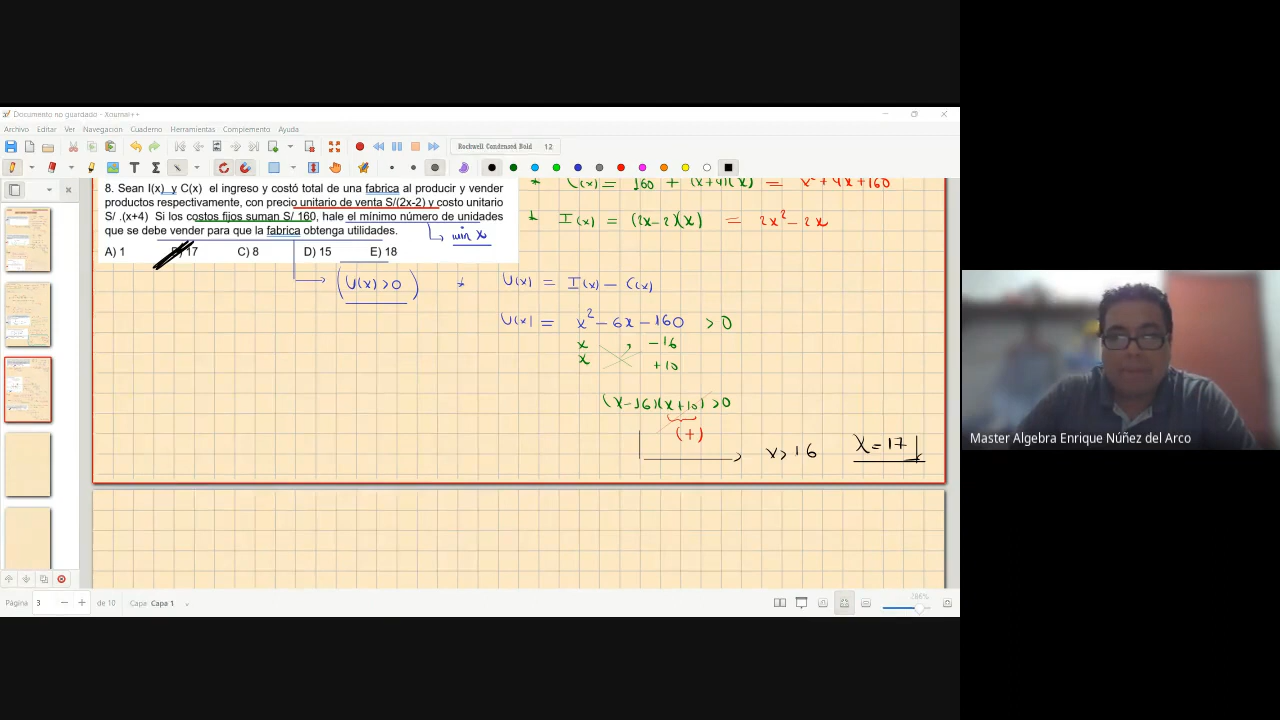 Documento no guardado - Xournal++
Archivo Editar Ver Navegación Cuaderno Herramientas Complemento Ayuda
Rockwell Condensed Bold 12
8. Sean I(x) y C(x) el ingreso y costó total de una fabrica al producir y vender
productos respectivamente, con precio unitario de venta S/(2x-2) y costo unitario
S/ .(x+4) Si los costos fijos suman S/ 160, hale el mínimo número de unidades
que se debe vender para que la fabrica obtenga utilidades.
min x
A) 1 B) 17 C) 8 D) 15 E) 18
* C(x) = 160 + (x+4)(x) = x²+4x+160
+ I(x) = (2x-2)(x) = 2x²-2x
(U(x)>0) * U(x) = I(x) - C(x)
U(x) = x²-6x-160 >0
x -16
x +10
(x-16)(x+10)>0
(+)
x>16 X=17
Master Algebra Enrique Núñez del Arco
Página 3 de 10 Capa Capa 1